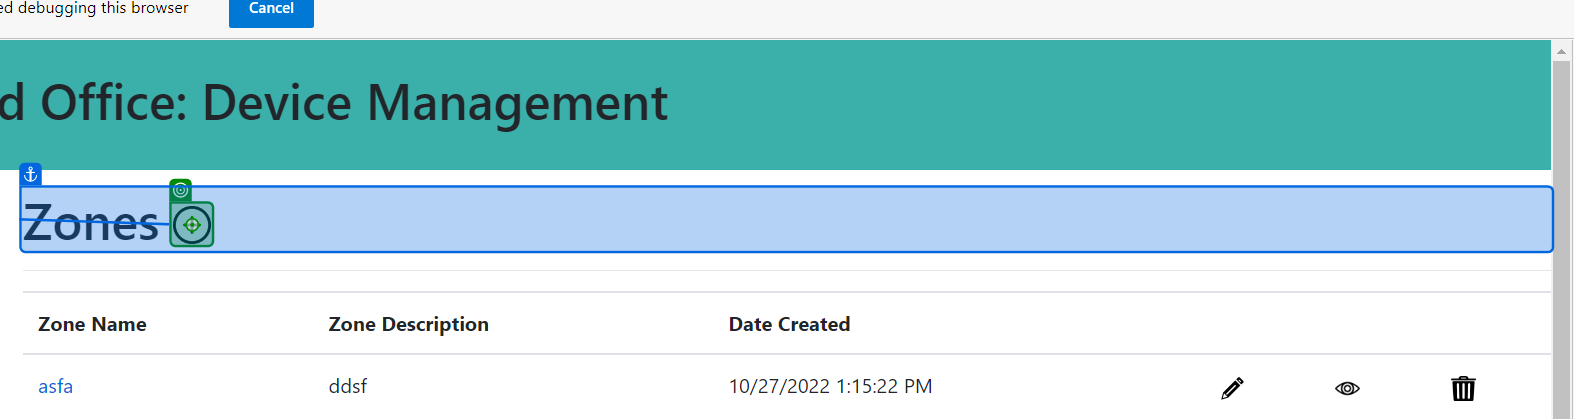 ed debugging this browser Cancel
d Office: Device Management
Zones
Zone Name Zone Description Date Created
asfa ddsf 10/27/2022 1:15:22 PM